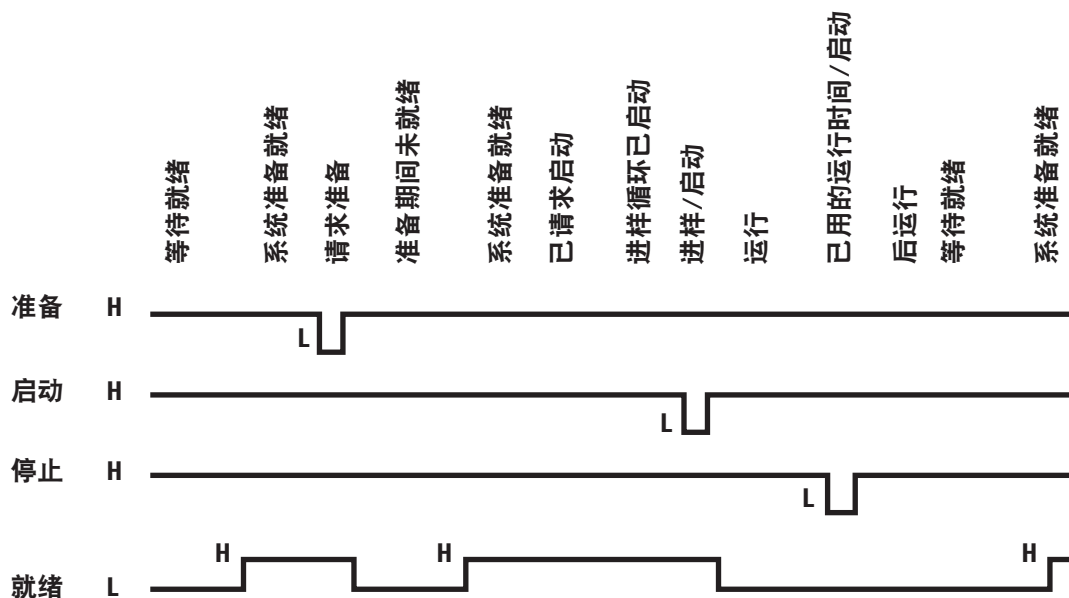 等待就绪
系统准备就绪
请求准备
准备期间未就绪
系统准备就绪
已请求启动
进样循环已启动
进样/启动
运行
已用的运行时间/启动
后运行
等待就绪
系统准备就绪
准备 H
L
启动 H
L
停止 H
L
H H H
就绪 L